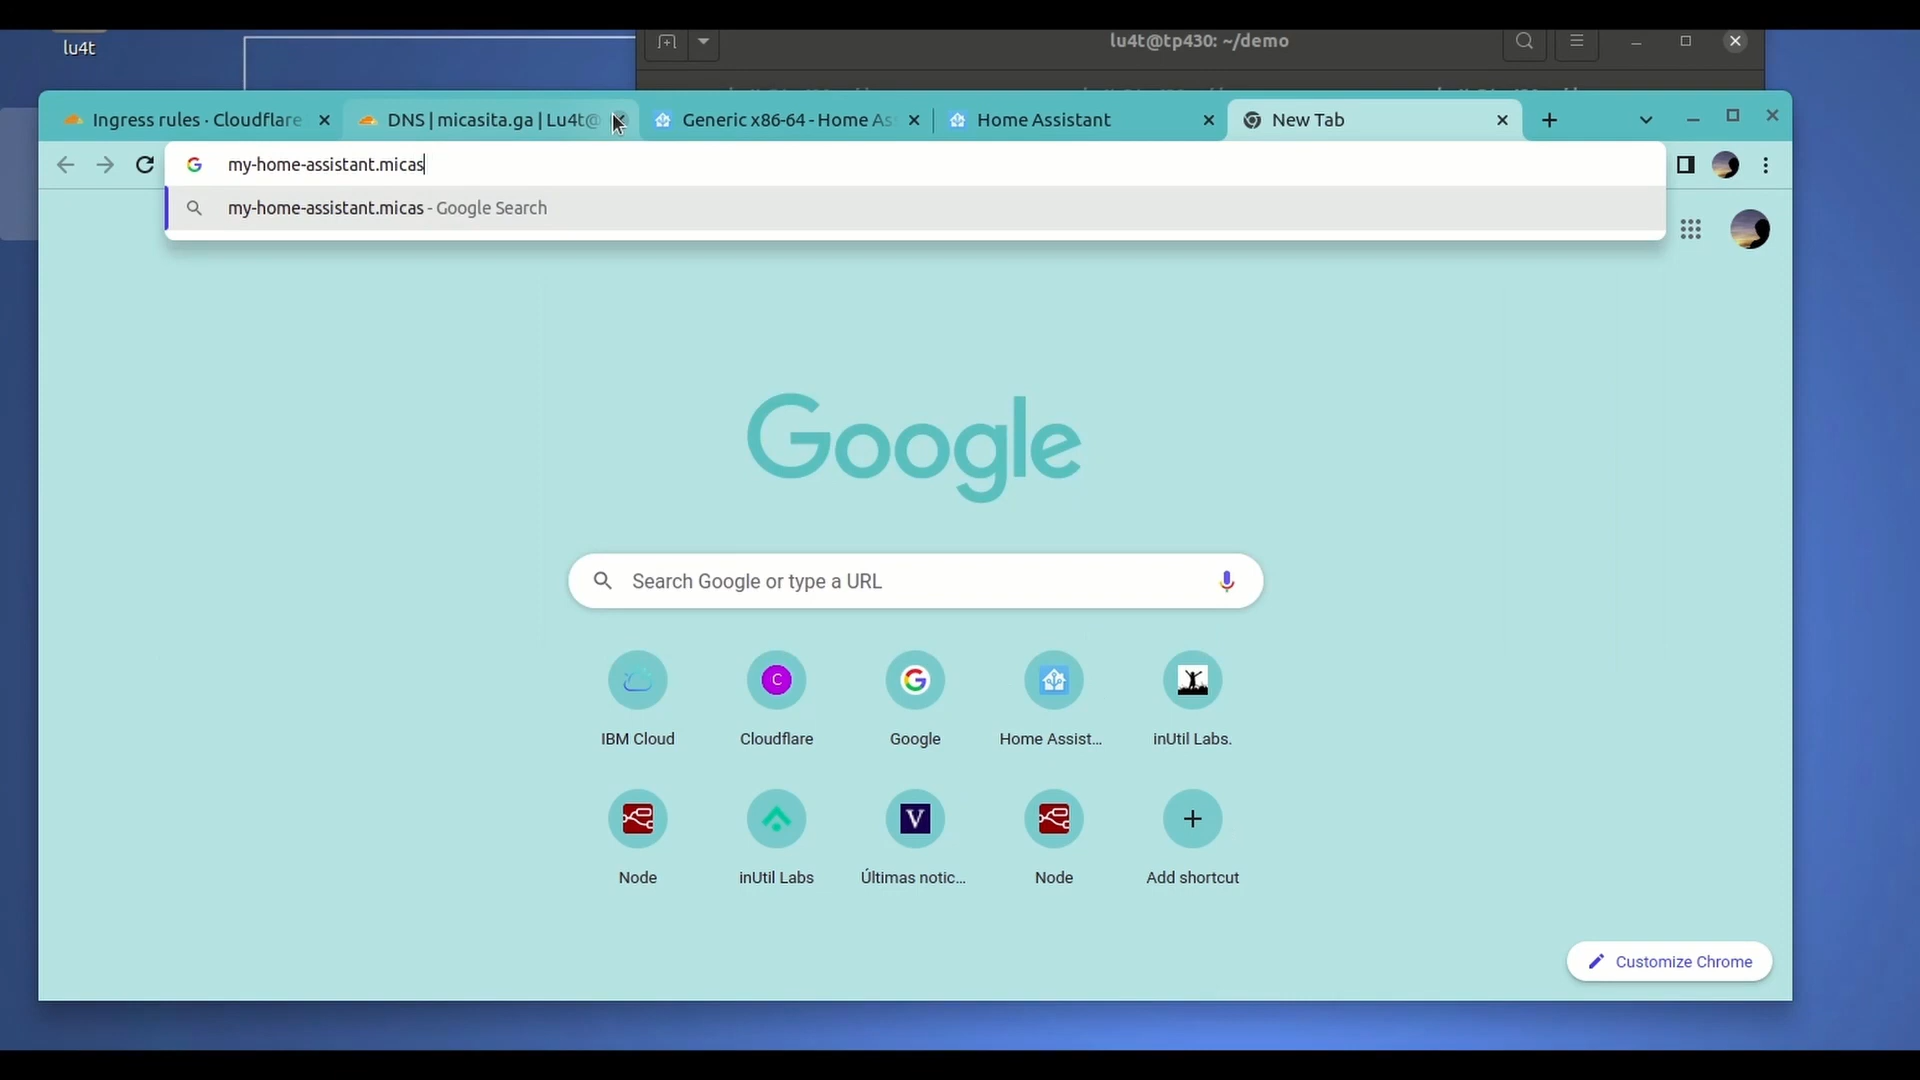 lu4t
lu4t@tp430: ~/demo
Ingress rules · Cloudflare
DNS | micasita.ga | Lu4t@
Generic x86-64 - Home As
Home Assistant
New Tab
my-home-assistant.micas
my-home-assistant.micas - Google Search
Google
Search Google or type a URL
IBM Cloud
C
Cloudflare
Google
Home Assist...
inUtil Labs.
Node
inUtil Labs
V
Últimas notic...
Node
Add shortcut
Customize Chrome